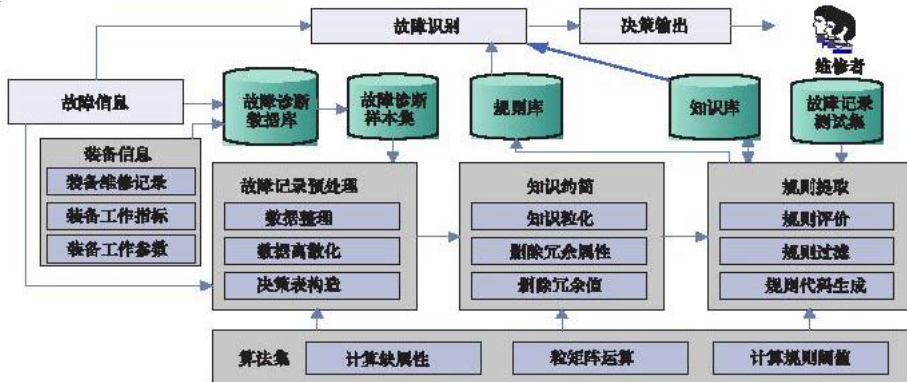 故障识别
决策输出
维修者
故障信息
故障诊断
数据库
故障诊断
样本集
规则库
知识库
故障记录
测试集
装备信息
装备维修记录
装备工作指标
装备工作参数
故障记录预处理
数据整理
数据离散化
决策表构造
知识约简
知识粒化
删除冗余属性
删除冗余值
规则提取
规则评价
规则过滤
规则代码生成
算法集
计算缺属性
粒矩阵运算
计算规则阈值